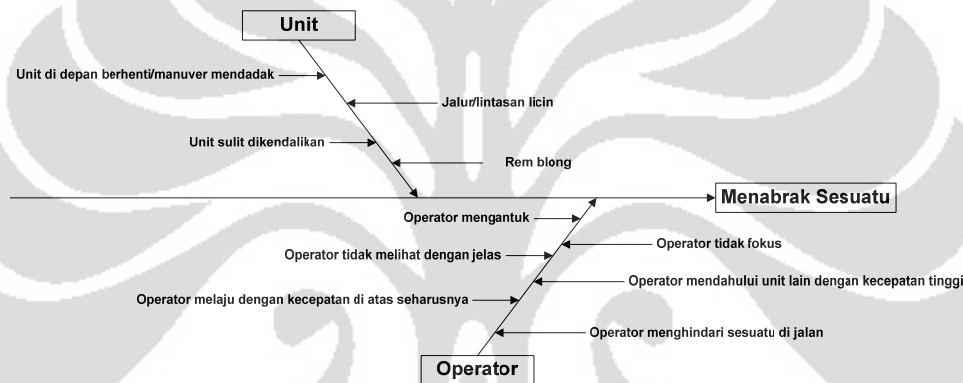 Unit
Unit di depan berhenti/manuver mendadak
Jalur/lintasan licin
Unit sulit dikendalikan
Rem blong
Menabrak Sesuatu
Operator mengantuk
Operator tidak fokus
Operator tidak melihat dengan jelas
Operator mendahului unit lain dengan kecepatan tinggi
Operator melaju dengan kecepatan di atas seharusnya
Operator menghindari sesuatu di jalan
Operator